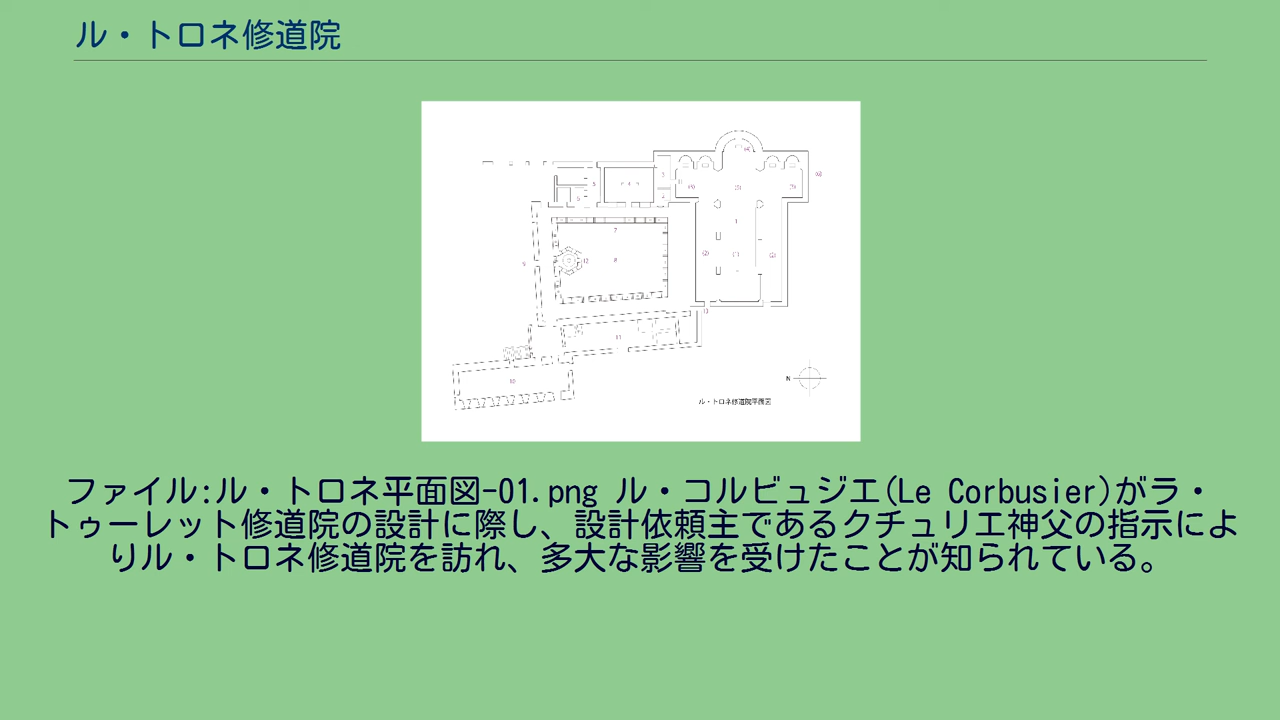 ル・トロネ修道院
N
ル・トロネ修道院平面図
ファイル:ル・トロネ平面図-01.png ル・コルビュジエ(Le Corbusier)がラ・
トゥーレット修道院の設計に際し、設計依頼主であるクチュリエ神父の指示によ
りル・トロネ修道院を訪れ、多大な影響を受けたことが知られている。